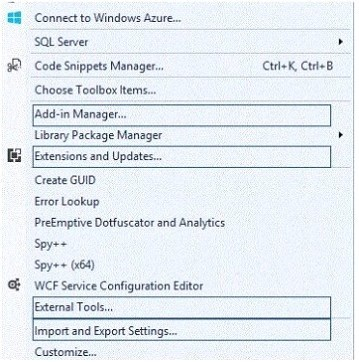 Connect to Windows Azure...
SQL Server
Code Snippets Manager... Ctrl+K, Ctrl+B
Choose Toolbox Items...
Add-in Manager...
Library Package Manager
Extensions and Updates...
Create GUID
Error Lookup
PreEmptive Dotfuscator and Analytics
Spy++
Spy++ (x64)
WCF Service Configuration Editor
External Tools...
Import and Export Settings...
Customize...